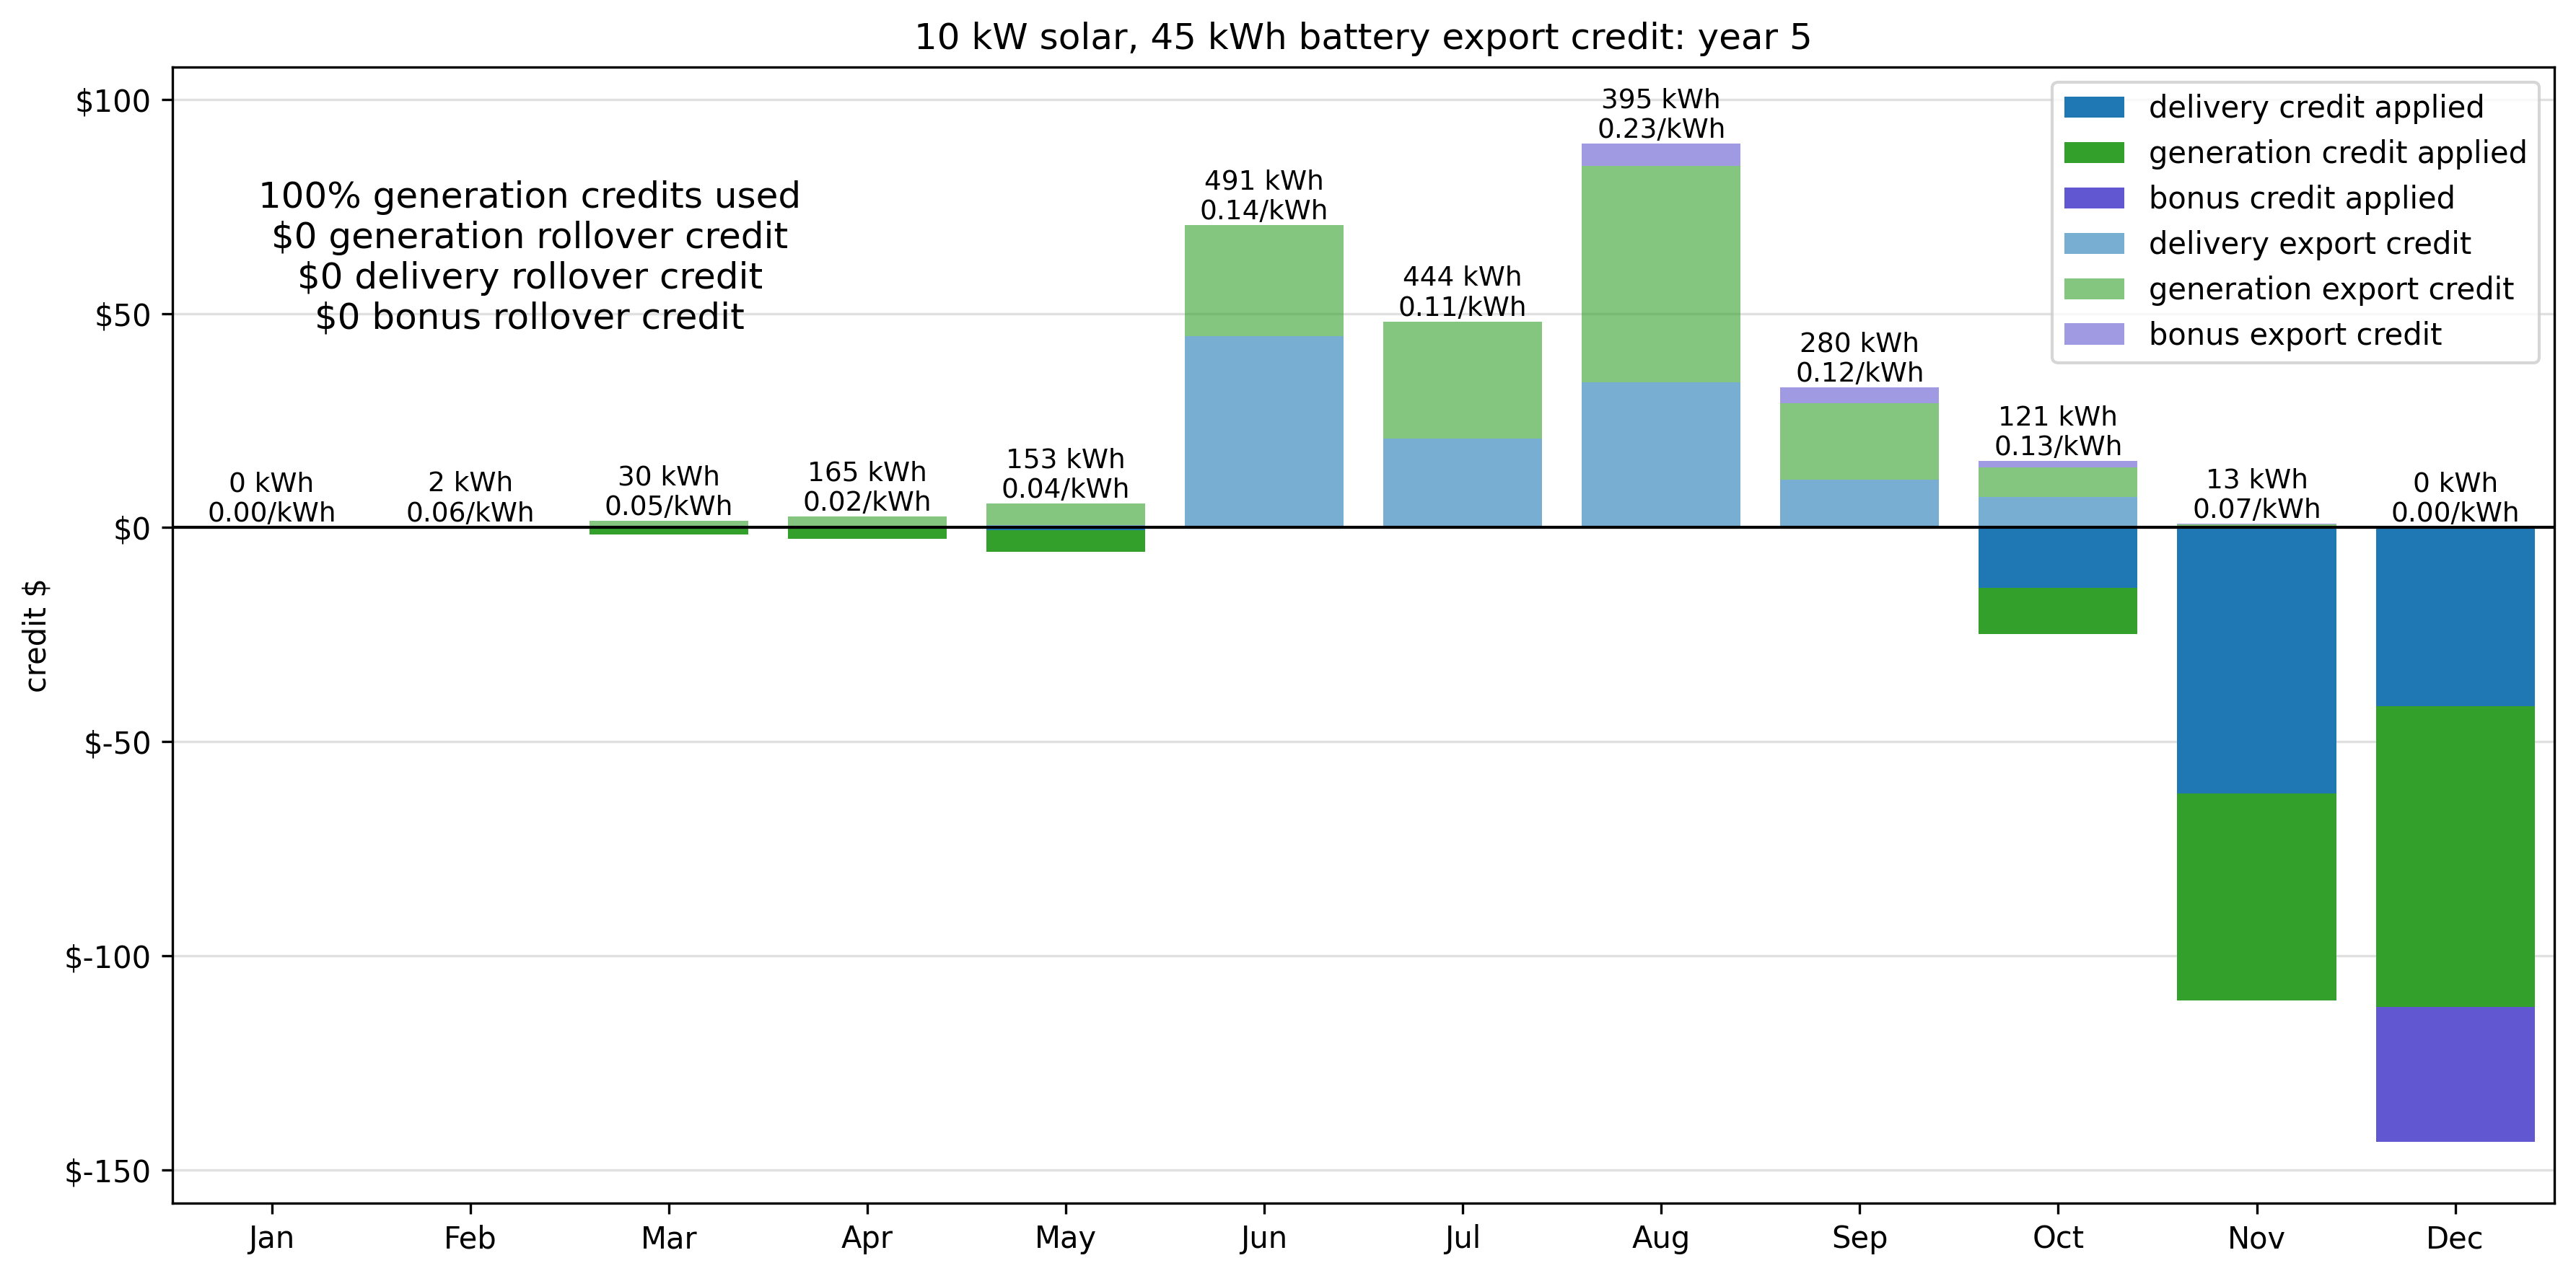 10 kW solar, 45 kWh battery export credit: year 5
credit $
$100
$50
$0
$-50
$-100
$-150
100% generation credits used
$0 generation rollover credit
$0 delivery rollover credit
$0 bonus rollover credit
0 kWh
0.00/kWh
2 kWh
0.06/kWh
30 kWh
0.05/kWh
165 kWh
0.02/kWh
153 kWh
0.04/kWh
491 kWh
0.14/kWh
444 kWh
0.11/kWh
395 kWh
0.23/kWh
280 kWh
0.12/kWh
121 kWh
0.13/kWh
13 kWh
0.07/kWh
0 kWh
0.00/kWh
delivery credit applied
generation credit applied
bonus credit applied
delivery export credit
generation export credit
bonus export credit
Jan
Feb
Mar
Apr
May
Jun
Jul
Aug
Sep
Oct
Nov
Dec